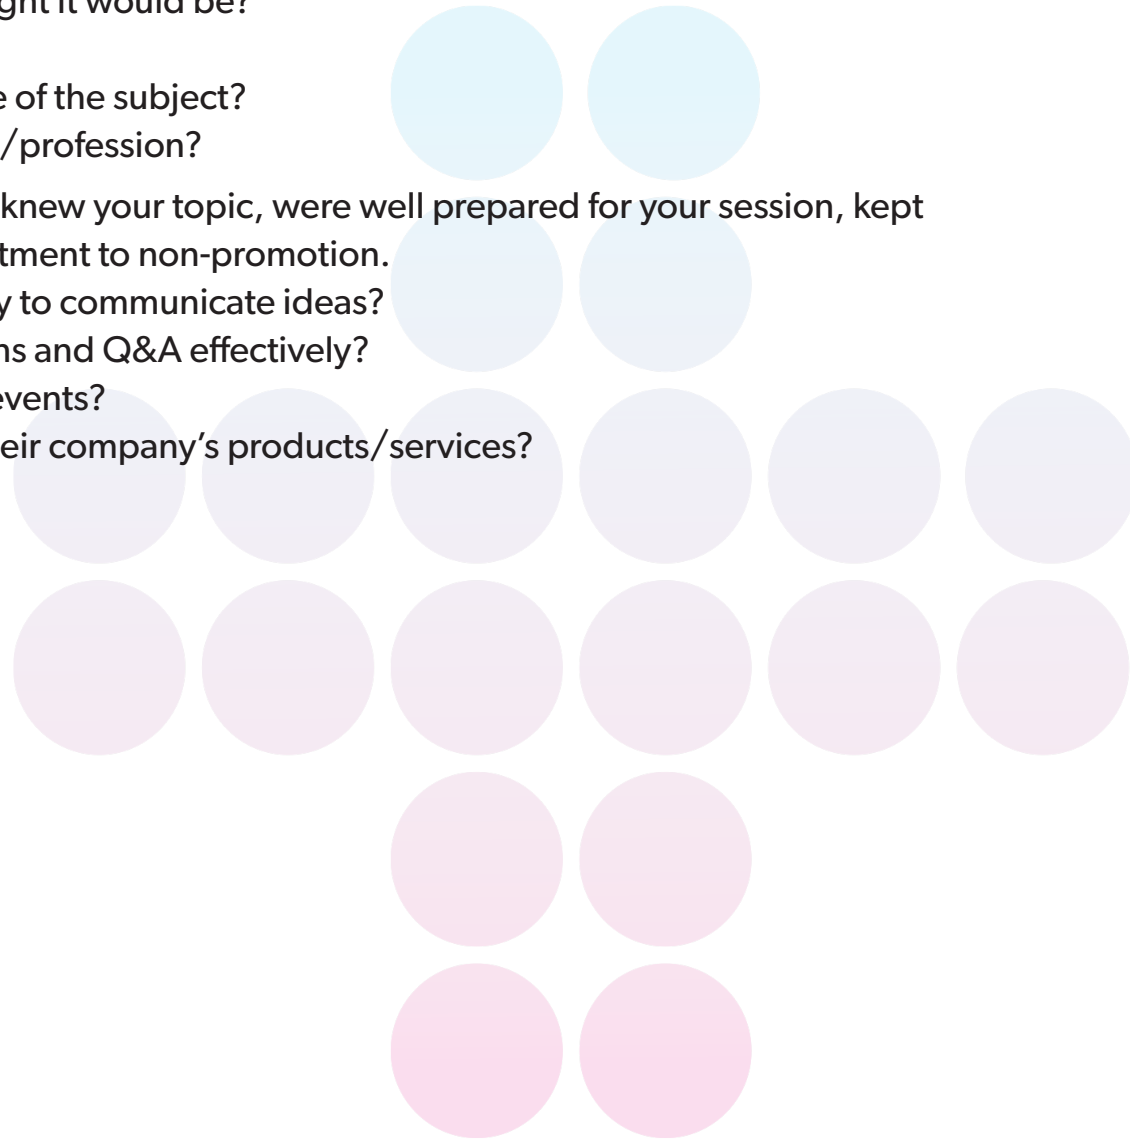 ght it would be?
e of the subject?
/profession?
knew your topic, were well prepared for your session, kept
tment to non-promotion.
y to communicate ideas?
ns and Q&A effectively?
events?
eir company’s products/services?